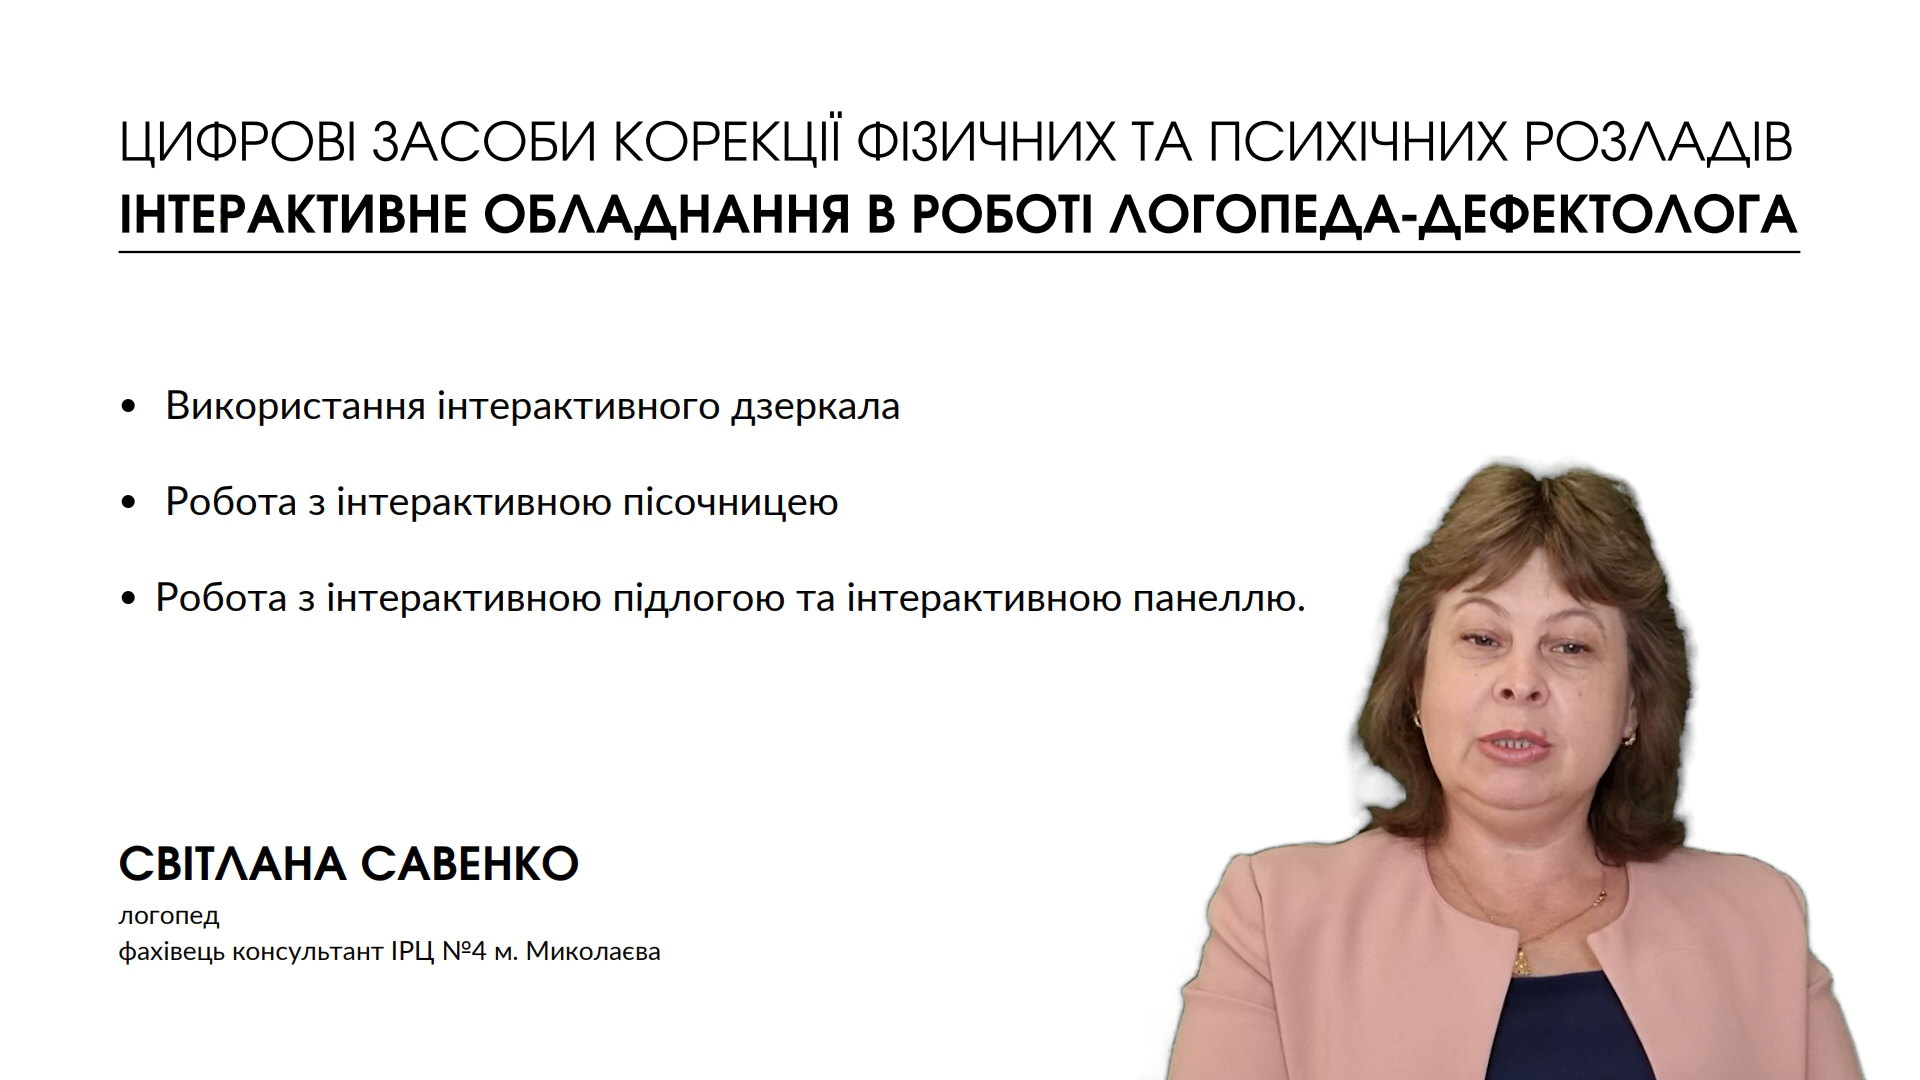 ЦИФРОВІ ЗАСОБИ КОРЕКЦІЇ ФІЗИЧНИХ ТА ПСИХІЧНИХ РОЗЛАДІВ
ІНТЕРАКТИВНЕ ОБЛАДНАННЯ В РОБОТІ ЛОГОПЕДА-ДЕФЕКТОЛОГА
• Використання інтерактивного дзеркала
• Робота з інтерактивною пісочницею
• Робота з інтерактивною підлогою та інтерактивною панеллю.
СВІТЛАНА САВЕНКО
логопед
фахівець консультант ІРЦ №4 м. Миколаєва